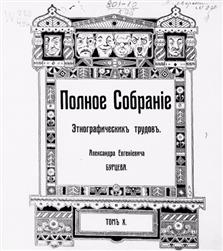 Полное Собраніе
Этнографическихъ трудовъ.
Александра Евгеніевича
БУРЦЕВА.
ТОМЪ X.